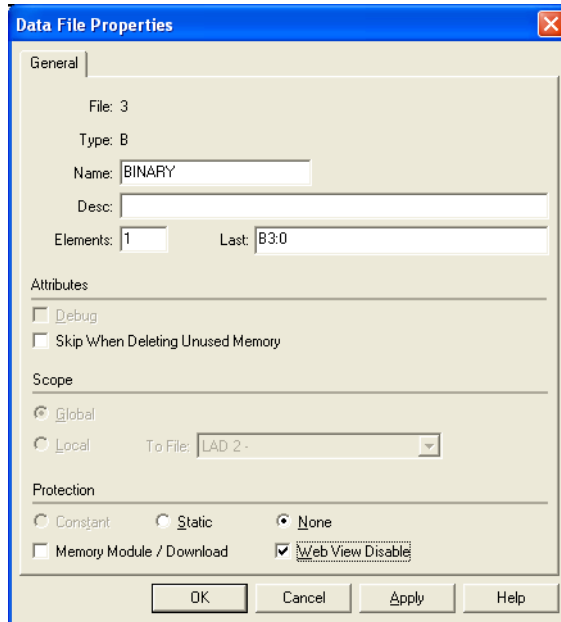 Data File Properties
General
File: 3
Type: B
Name: BINARY
Desc:
Elements: 1 Last: B3:0
Attributes
Debug
Skip When Deleting Unused Memory
Scope
Global
Local To File: LAD 2 -
Protection
Constant Static None
Memory Module / Download Web View Disable
OK Cancel Apply Help